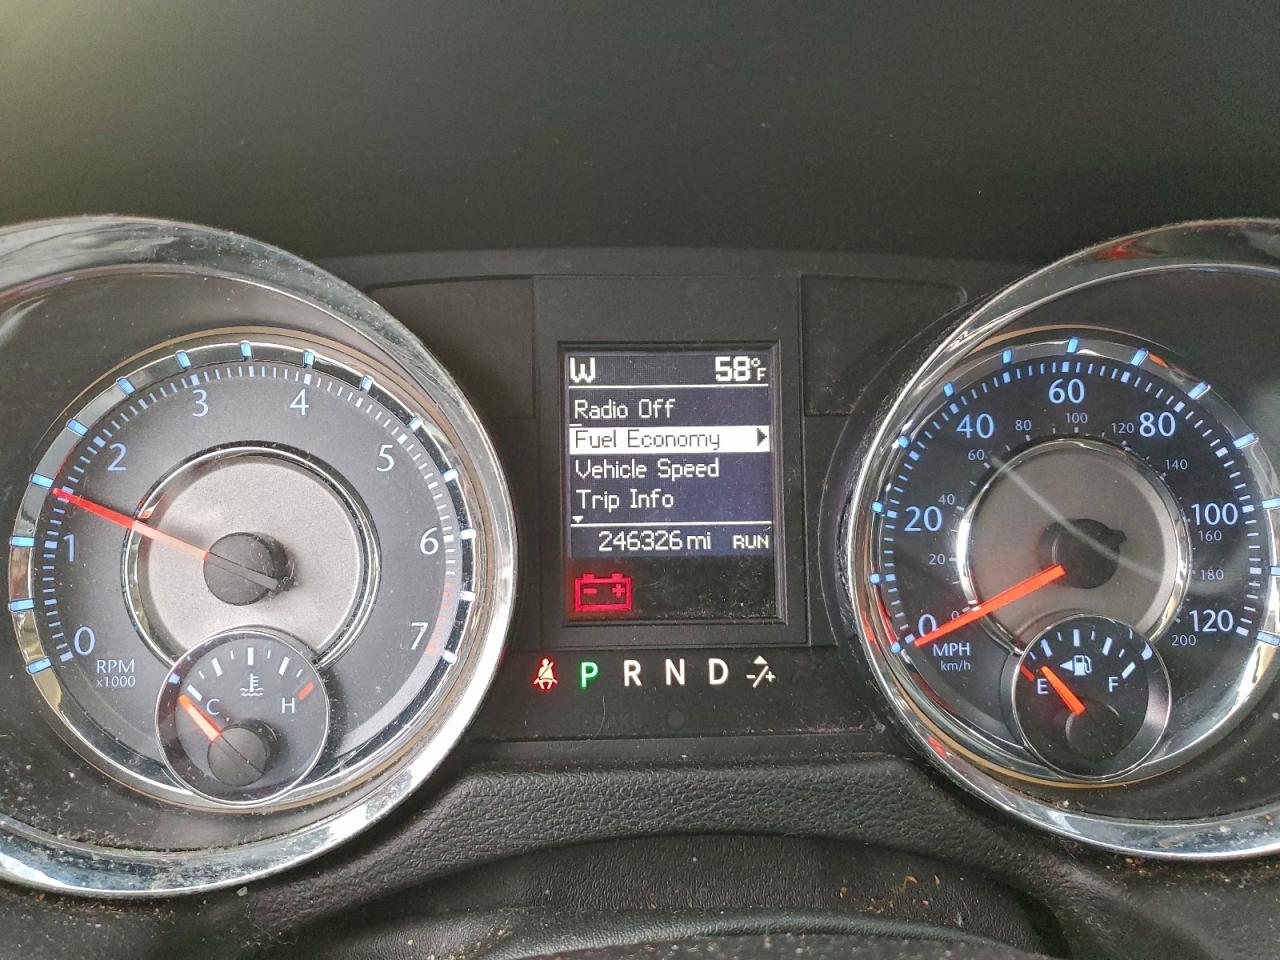 W 58°F
Radio Off
Fuel Economy
Vehicle Speed
Trip Info
246326 mi RUN
0
1
2
3
4
5
6
7
RPM
x1000
C H
P R N D -/+
0
20
40
60
80
100
120
0
20
40
60
80
100
120
140
160
180
200
MPH
km/h
E F
BRAKE